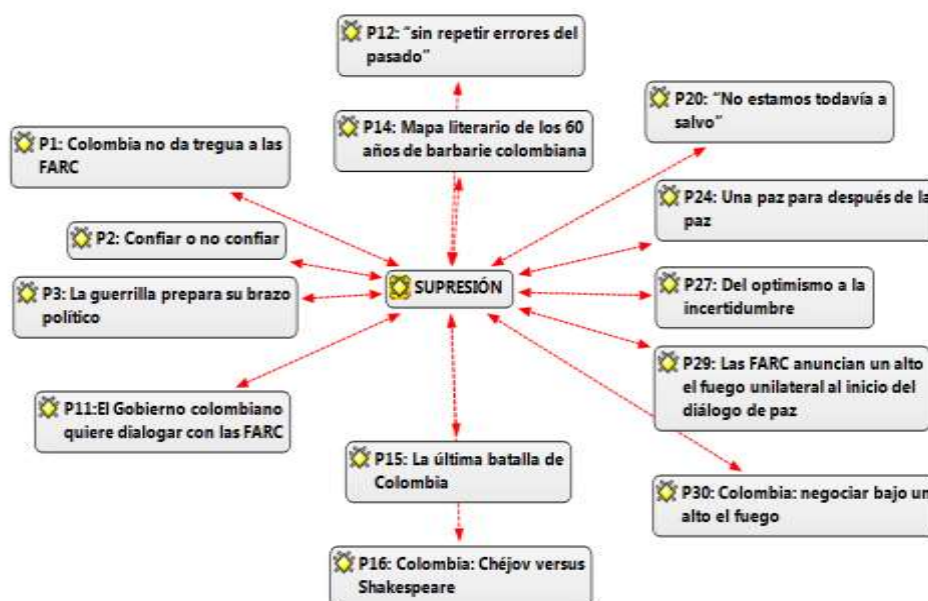 P12: “sin repetir errores del
pasado”
P14: Mapa literario de los 60
años de barbarie colombiana
P20: “No estamos todavía a
salvo”
P1: Colombia no da tregua a las
FARC
P24: Una paz para después de la
paz
P2: Confiar o no confiar
SUPRESIÓN
P27: Del optimismo a la
incertidumbre
P3: La guerrilla prepara su brazo
político
P29: Las FARC anuncian un alto
el fuego unilateral al inicio del
diálogo de paz
P11:El Gobierno colombiano
quiere dialogar con las FARC
P15: La última batalla de
Colombia
P30: Colombia: negociar bajo un
alto el fuego
P16: Colombia: Chéjov versus
Shakespeare